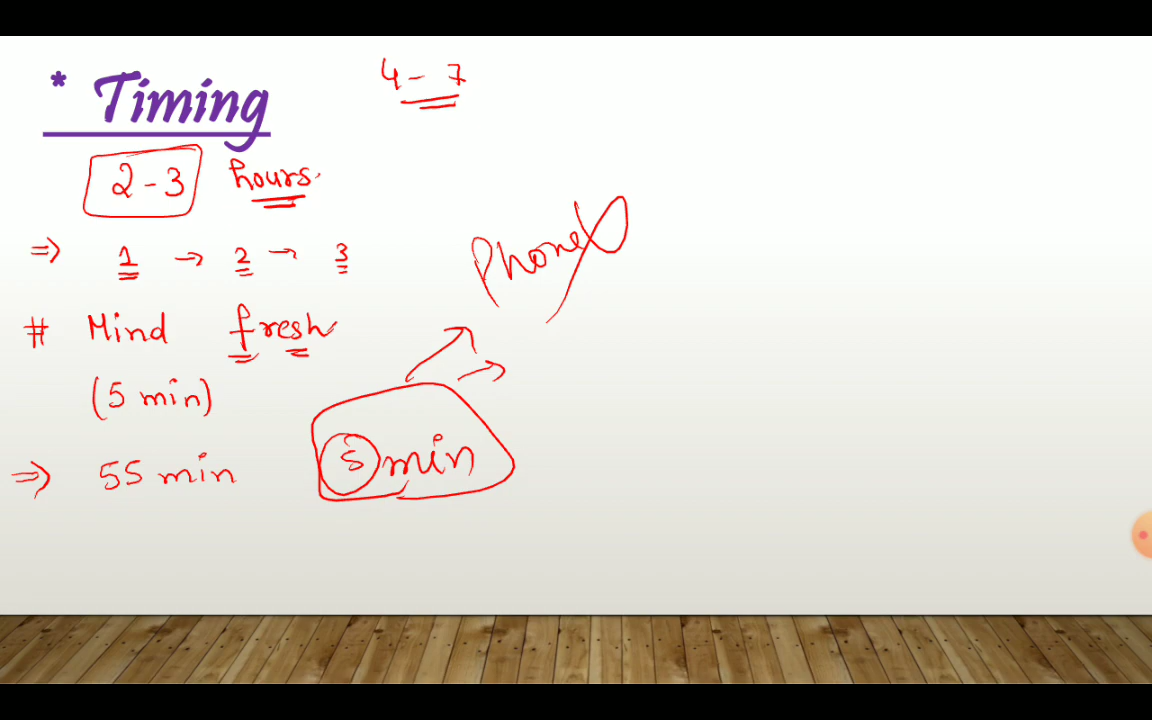 * Timing
4 - 7
2 - 3 hours.
⇒ 1 → 2 → 3
Phone
# Mind fresh
(5 min)
⇒ 55 min
5 min